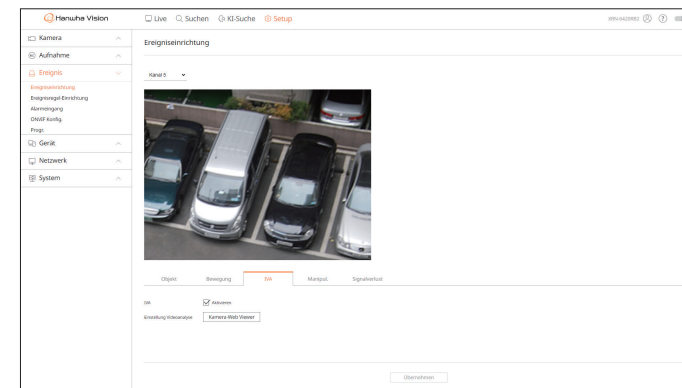 Hanwha Vision
Live Suchen KI-Suche Setup
Kamera
Aufnahme
Ereignis
Ereigniseinrichtung
Ereignisregel-Einrichtung
Alarmeingang
ONVIF-Konfig.
Progr.
Gerät
Netzwerk
System
Ereigniseinrichtung
Kanal 6
Objekt Bewegung IVA Manipul. Signalverlust
IVA Aktivieren
Einstellung Videoanalyse Kamera-Web Viewer
Übernehmen